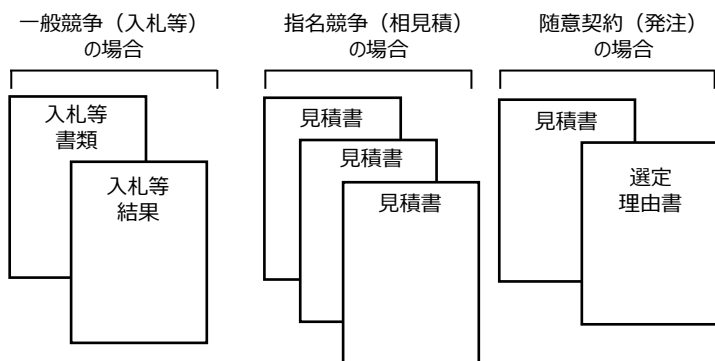 一般競争（入札等）
の場合
指名競争（相見積）
の場合
随意契約（発注）
の場合
入札等
書類
入札等
結果
見積書
見積書
見積書
見積書
選定
理由書